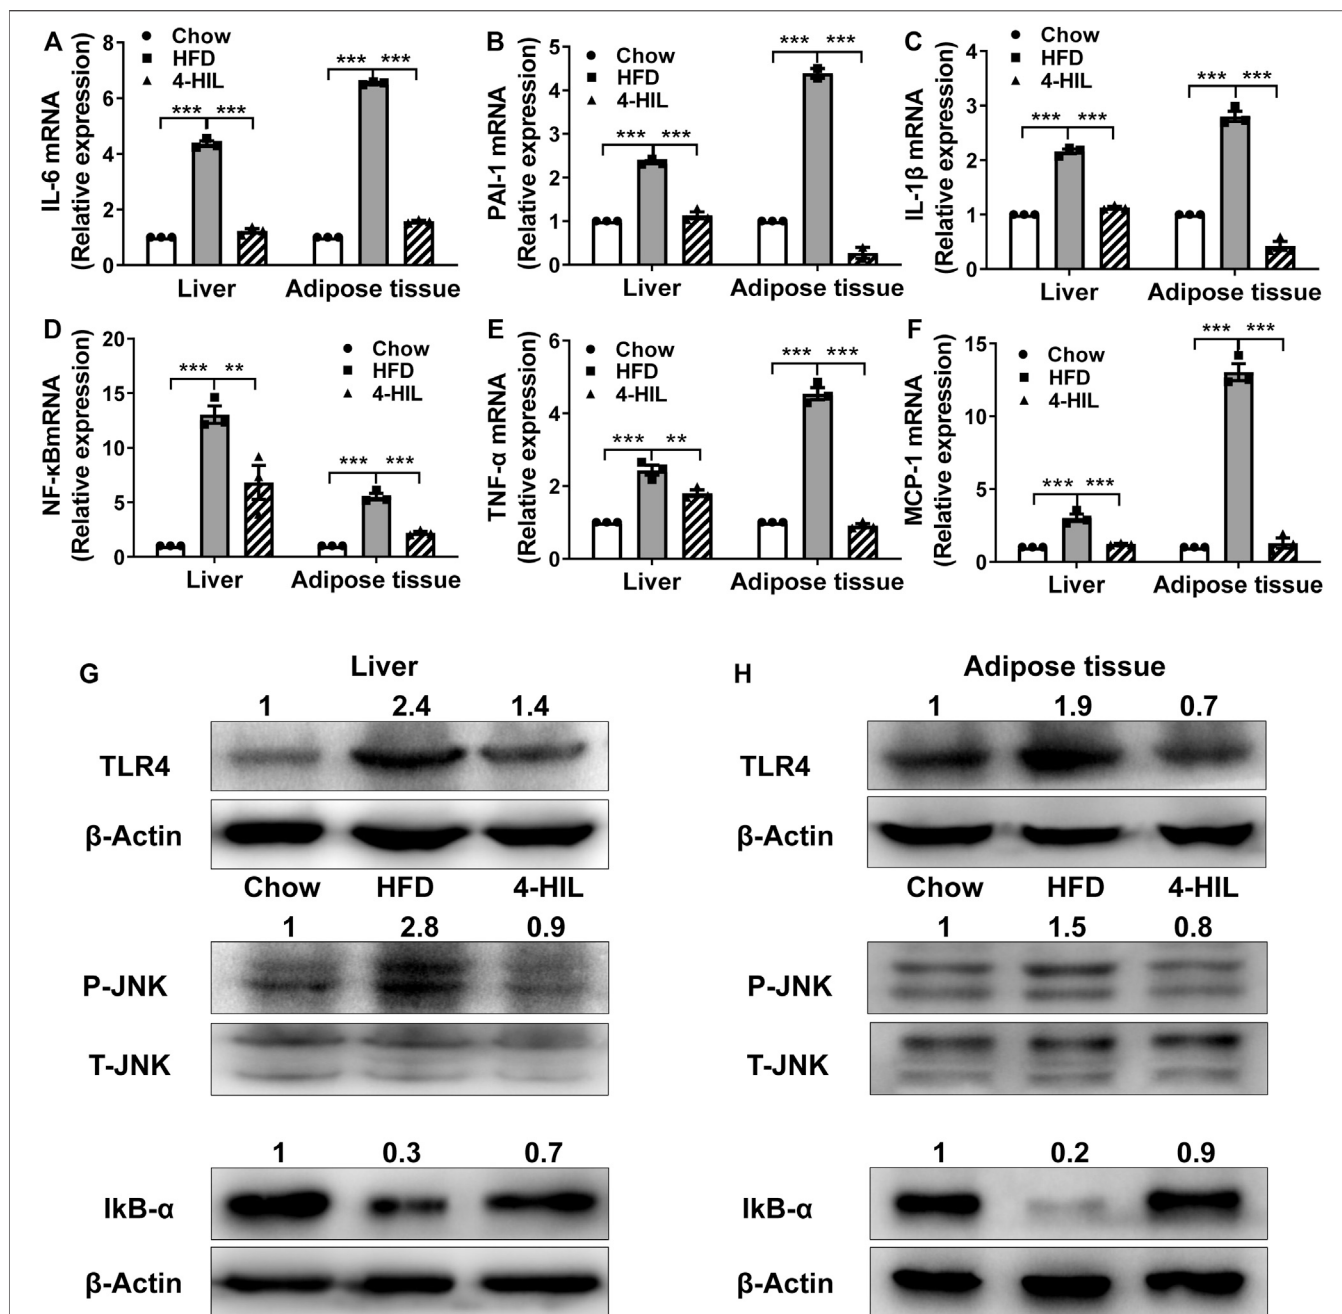 A
Chow
HFD
4-HIL
IL-6 mRNA
(Relative expression)
8
6
4
2
0
*** ***
*** ***
Liver
Adipose tissue
B
Chow
HFD
4-HIL
PAI-1 mRNA
(Relative expression)
5
4
3
2
1
0
*** ***
*** ***
Liver
Adipose tissue
C
Chow
HFD
4-HIL
IL-1β mRNA
(Relative expression)
4
3
2
1
0
*** ***
*** ***
Liver
Adipose tissue
D
Chow
HFD
4-HIL
NF-κBmRNA
(Relative expression)
20
15
10
5
0
*** **
*** ***
Liver
Adipose tissue
E
Chow
HFD
4-HIL
TNF-α mRNA
(Relative expression)
6
4
2
0
*** **
*** ***
Liver
Adipose tissue
F
Chow
HFD
4-HIL
MCP-1 mRNA
(Relative expression)
15
10
5
0
*** ***
*** ***
Liver
Adipose tissue
G
Liver
1 2.4 1.4
TLR4
β-Actin
Chow HFD 4-HIL
1 2.8 0.9
P-JNK
T-JNK
1 0.3 0.7
IkB-α
β-Actin
H
Adipose tissue
1 1.9 0.7
TLR4
β-Actin
Chow HFD 4-HIL
1 1.5 0.8
P-JNK
T-JNK
1 0.2 0.9
IkB-α
β-Actin